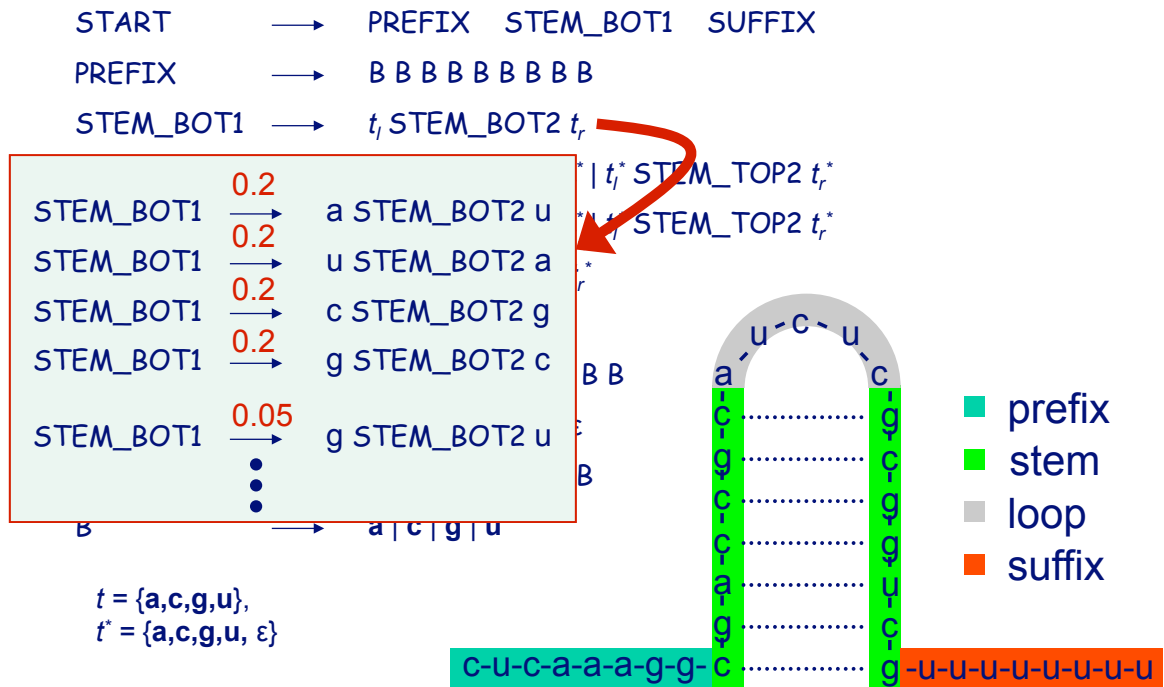 START → PREFIX STEM_BOT1 SUFFIX
PREFIX → B B B B B B B B B
STEM_BOT1 → tₗ STEM_BOT2 tᵣ
* | tₗ* STEM_TOP2 tᵣ*
* | tₗ* STEM_TOP2 tᵣ*
r*
B B
ε
B
B → a | c | g | u
0.2
STEM_BOT1 → a STEM_BOT2 u
0.2
STEM_BOT1 → u STEM_BOT2 a
0.2
STEM_BOT1 → c STEM_BOT2 g
0.2
STEM_BOT1 → g STEM_BOT2 c
0.05
STEM_BOT1 → g STEM_BOT2 u
t = {a,c,g,u},
t* = {a,c,g,u, ε}
u-c-u
a c
c g
g c
c g
c g
a u
g c
c-u-c-a-a-a-g-g-c g-u-u-u-u-u-u-u-u
prefix
stem
loop
suffix